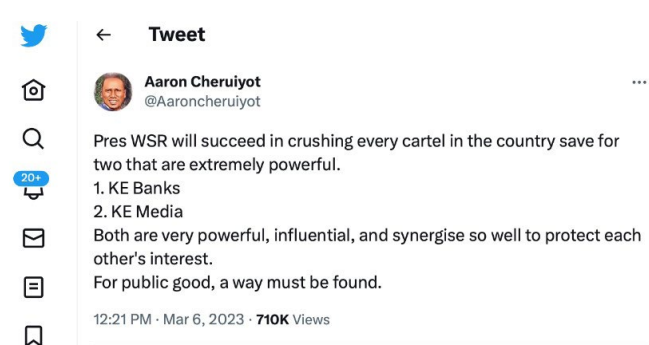 Tweet
Aaron Cheruiyot
@Aaroncheruiyot
20+
Pres WSR will succeed in crushing every cartel in the country save for
two that are extremely powerful.
1. KE Banks
2. KE Media
Both are very powerful, influential, and synergise so well to protect each
other's interest.
For public good, a way must be found.
12:21 PM · Mar 6, 2023 · 710K Views